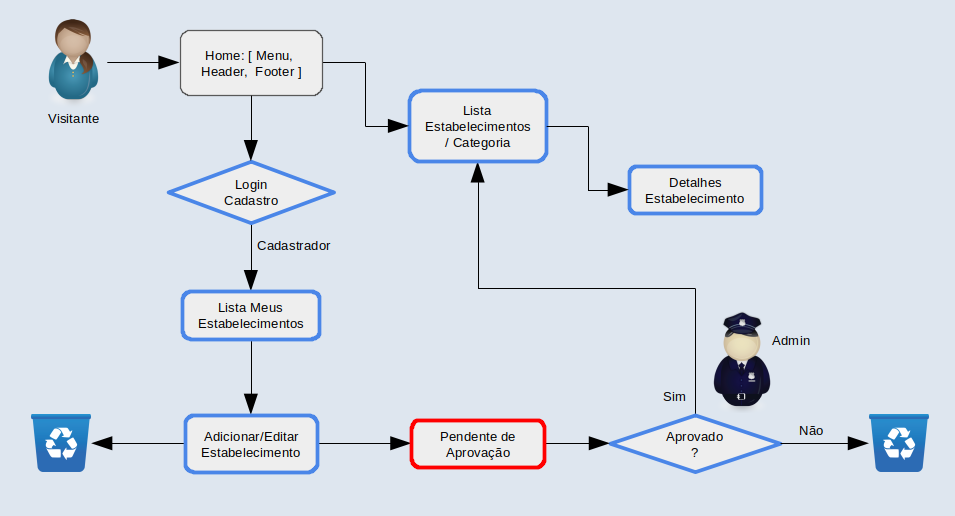 Visitante
Home: [ Menu,
Header, Footer ]
Lista
Estabelecimentos
/ Categoria
Detalhes
Estabelecimento
Login
Cadastro
Cadastrador
Lista Meus
Estabelecimentos
Adicionar/Editar
Estabelecimento
Pendente de
Aprovação
Aprovado
?
Sim
Admin
Não